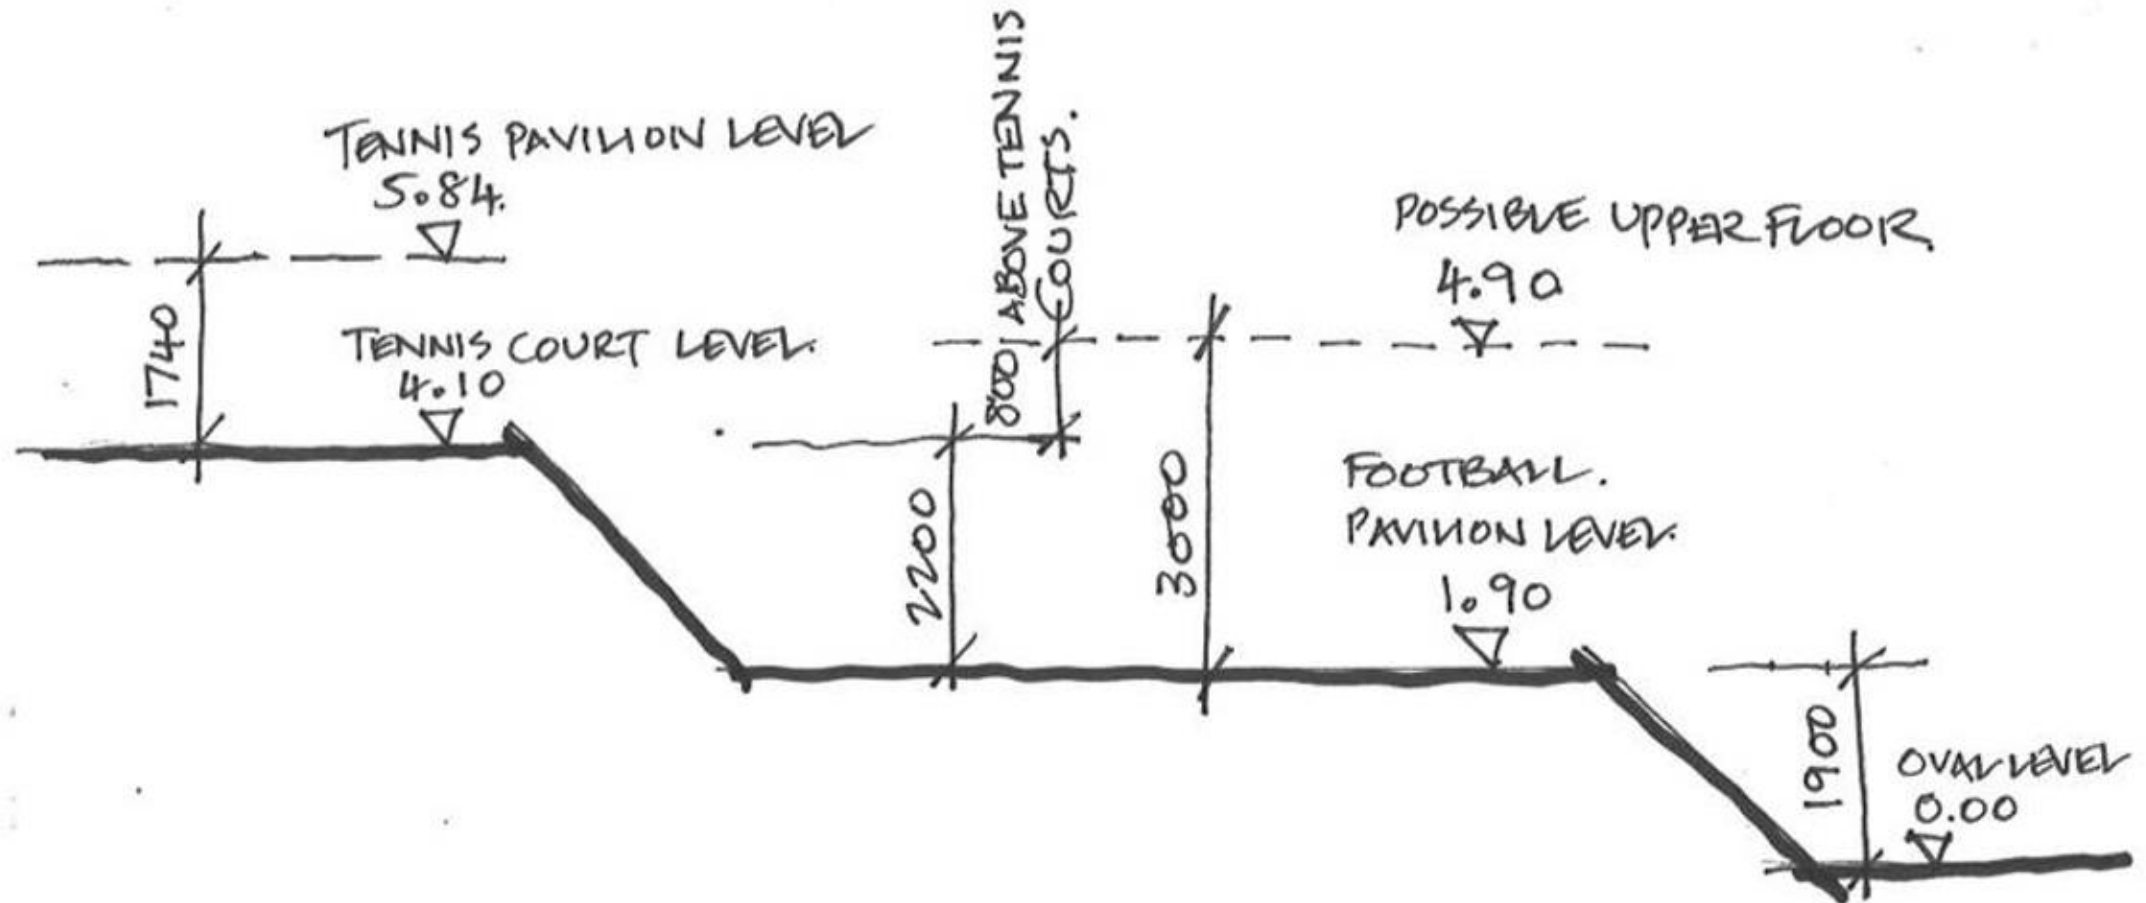 TENNIS PAVILION LEVEL
5.84.
1740
TENNIS COURT LEVEL.
4.10
800 ABOVE TENNIS
COURTS.
POSSIBLE UPPER FLOOR.
4.90
2200
3000
FOOTBALL.
PAVILION LEVEL.
1.90
1900
OVAL LEVEL
0.00